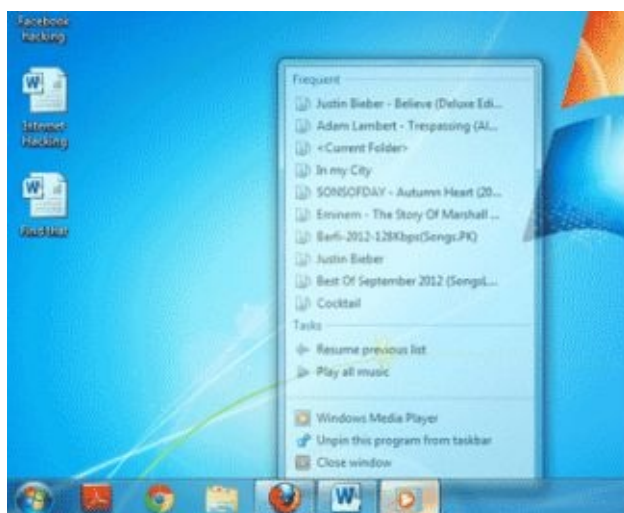 Facebook
Hacking
Internet
Hacking
Find that
Frequent
Justin Bieber - Believe (Deluxe Edi...
Adam Lambert - Trespassing (Al...
<Current Folder>
In my City
SONSOFDAY - Autumn Heart (20...
Eminem - The Story Of Marshall ...
Barfi-2012-128Kbps(Songs.PK)
Justin Bieber
Best Of September 2012 (SongsL...
Cocktail
Tasks
Resume previous list
Play all music
Windows Media Player
Unpin this program from taskbar
Close window